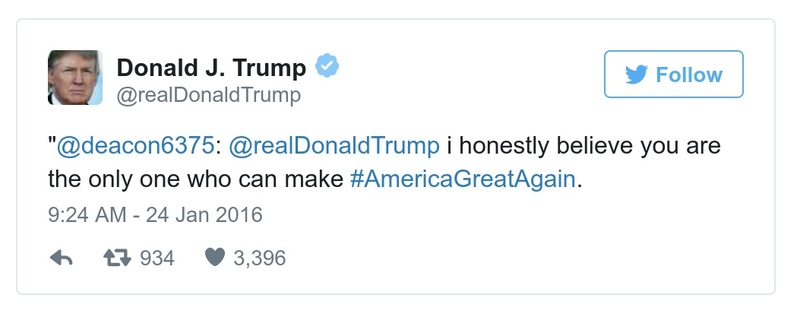 Donald J. Trump
@realDonaldTrump
Follow
"@deacon6375: @realDonaldTrump i honestly believe you are
the only one who can make #AmericaGreatAgain.
9:24 AM - 24 Jan 2016
934 3,396